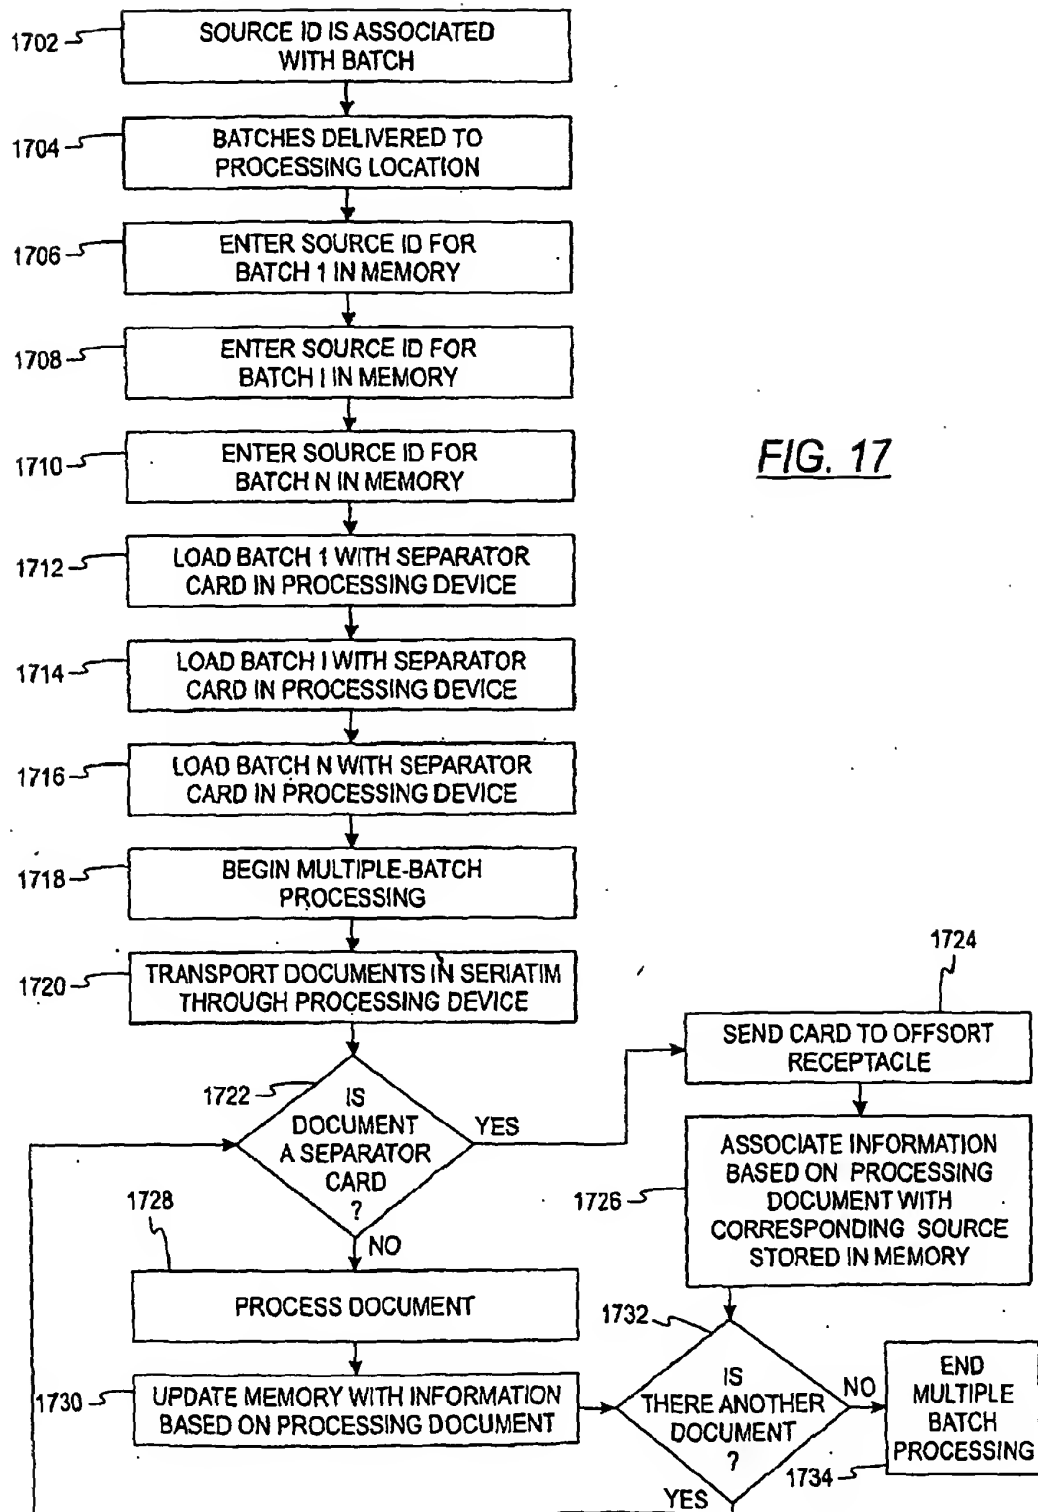 1702
SOURCE ID IS ASSOCIATED
WITH BATCH
1704
BATCHES DELIVERED TO
PROCESSING LOCATION
1706
ENTER SOURCE ID FOR
BATCH 1 IN MEMORY
1708
ENTER SOURCE ID FOR
BATCH I IN MEMORY
1710
ENTER SOURCE ID FOR
BATCH N IN MEMORY
FIG. 17
1712
LOAD BATCH 1 WITH SEPARATOR
CARD IN PROCESSING DEVICE
1714
LOAD BATCH I WITH SEPARATOR
CARD IN PROCESSING DEVICE
1716
LOAD BATCH N WITH SEPARATOR
CARD IN PROCESSING DEVICE
1718
BEGIN MULTIPLE-BATCH
PROCESSING
1720
TRANSPORT DOCUMENTS IN SERIATIM
THROUGH PROCESSING DEVICE
1722
IS
DOCUMENT
A SEPARATOR
CARD
?
YES
NO
1724
SEND CARD TO OFFSORT
RECEPTACLE
1726
ASSOCIATE INFORMATION
BASED ON PROCESSING
DOCUMENT WITH
CORRESPONDING SOURCE
STORED IN MEMORY
1728
PROCESS DOCUMENT
1730
UPDATE MEMORY WITH INFORMATION
BASED ON PROCESSING DOCUMENT
1732
IS
THERE ANOTHER
DOCUMENT
?
NO
YES
END
MULTIPLE
BATCH
PROCESSING
1734